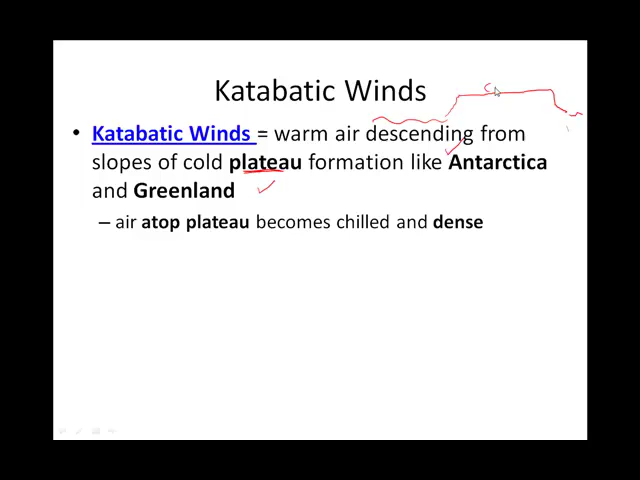 Katabatic Winds
• Katabatic Winds = warm air descending from
slopes of cold plateau formation like Antarctica
and Greenland
– air atop plateau becomes chilled and dense
C